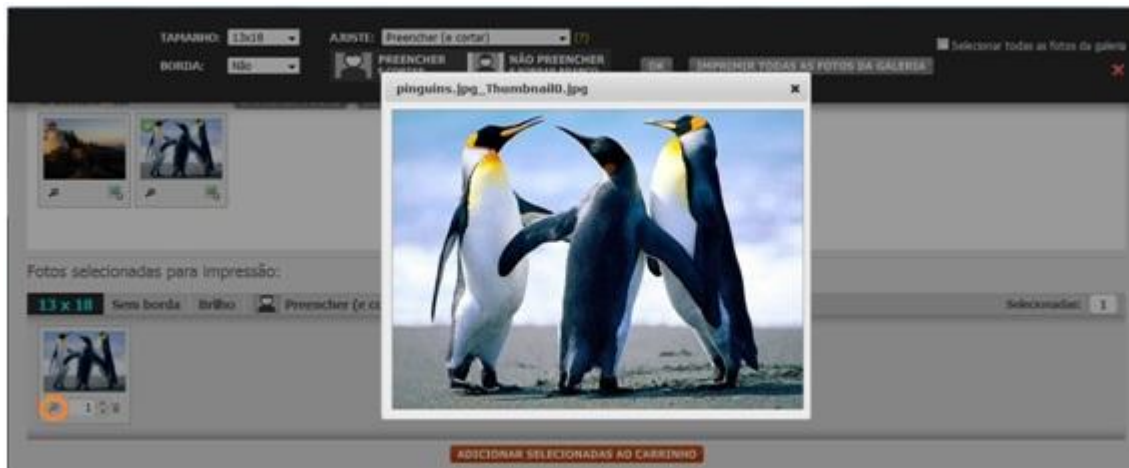 TAMANHO: 13x18 AJUSTE: Preencher (e cortar) (?)
Selecionar todas as fotos da galeria
BORDA: Não PREENCHER NÃO PREENCHER OK IMPRIMIR TODAS AS FOTOS DA GALERIA
pinguins.jpg_Thumbnail0.jpg
Fotos selecionadas para impressão:
13 x 18 Sem borda Brilho Preencher (e co Selecionadas: 1
1
ADICIONAR SELECIONADAS AO CARRINHO